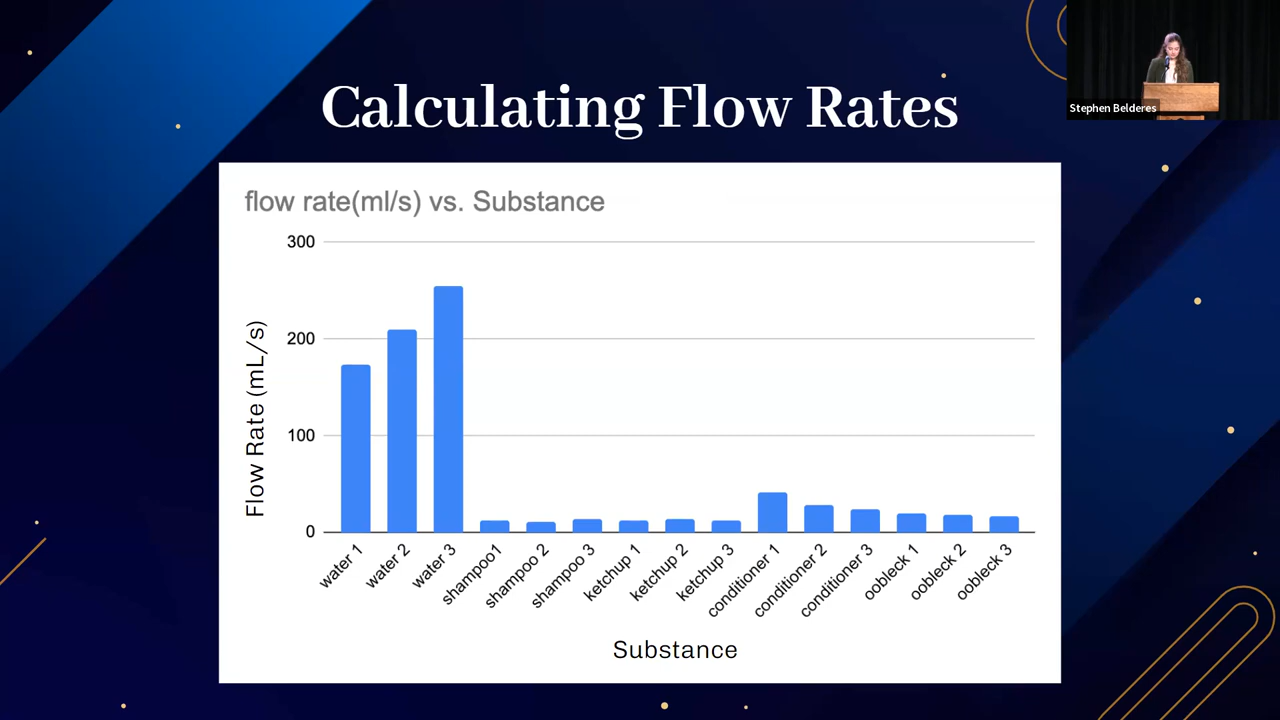 Calculating Flow Rates
Stephen Belderes
flow rate(ml/s) vs. Substance
300
200
100
0
Flow Rate (mL/s)
water 1
water 2
water 3
shampoo1
shampoo 2
shampoo 3
ketchup 1
ketchup 2
ketchup 3
conditioner 1
conditioner 2
conditioner 3
oobleck 1
oobleck 2
oobleck 3
Substance